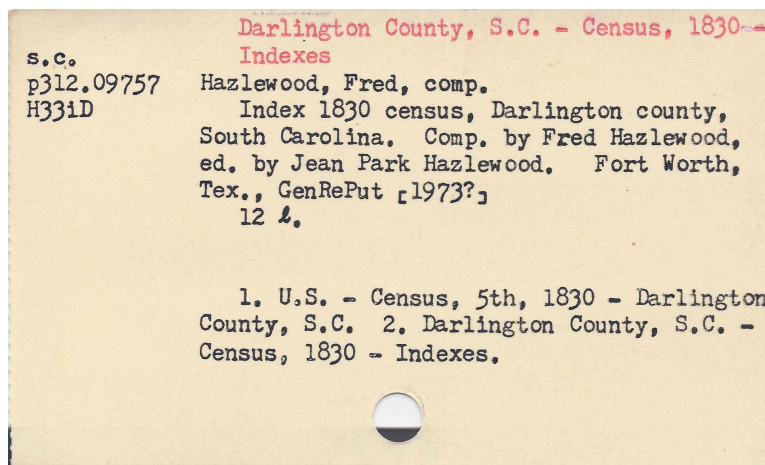 Darlington County, S.C. - Census, 1830--
Indexes
s.c.
p312.09757
H33iD
Hazlewood, Fred, comp.
Index 1830 census, Darlington county,
South Carolina. Comp. by Fred Hazlewood,
ed. by Jean Park Hazlewood. Fort Worth,
Tex., GenRePut [1973?]
12 l.
1. U.S. - Census, 5th, 1830 - Darlington
County, S.C. 2. Darlington County, S.C. -
Census, 1830 - Indexes.